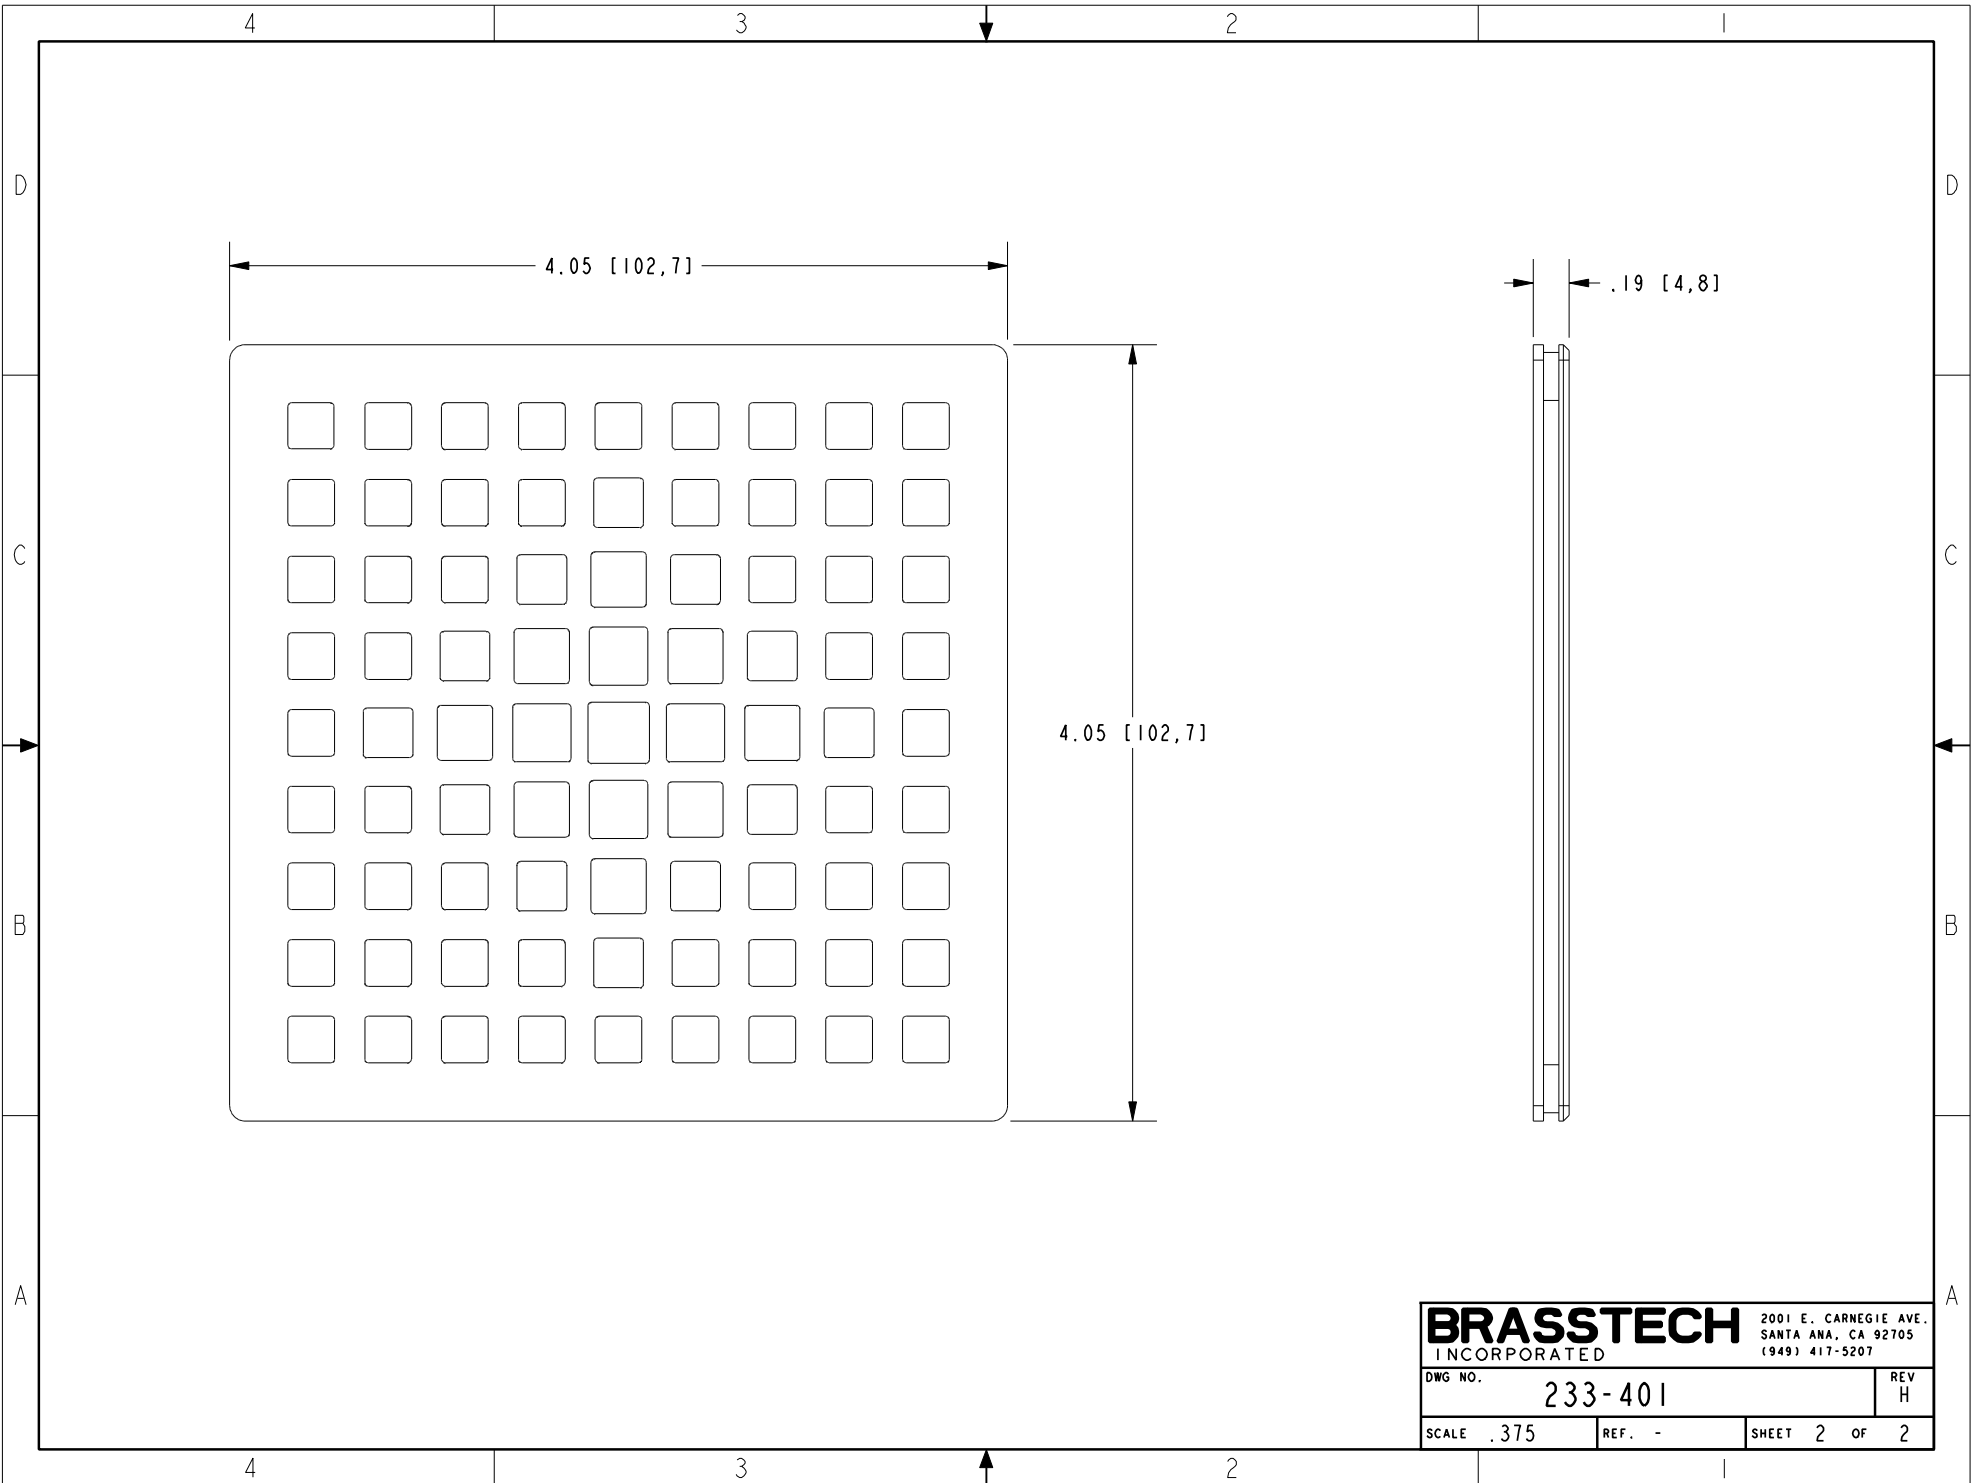 4 3 2 1
D D
4.05 [102,7]
.19 [4,8]
C C
4.05 [102,7]
B B
A A
BRASSTECH
INCORPORATED
2001 E. CARNEGIE AVE.
SANTA ANA, CA 92705
(949) 417-5207
DWG NO.
233-401
REV
H
SCALE .375 REF. - SHEET 2 OF 2
4 3 2 1